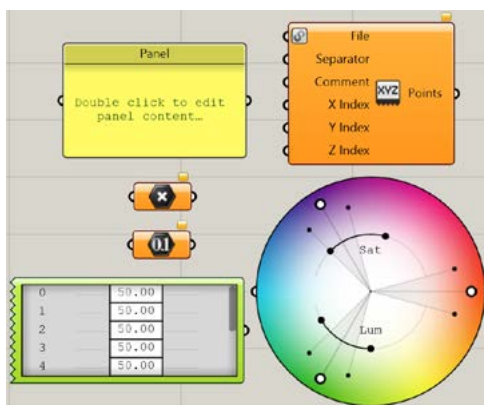 Panel
Double click to edit
panel content…
File
Separator
Comment
X Index
Y Index
Z Index
XYZ
Points
0.1
0 50.00
1 50.00
2 50.00
3 50.00
4 50.00
Sat
Lum